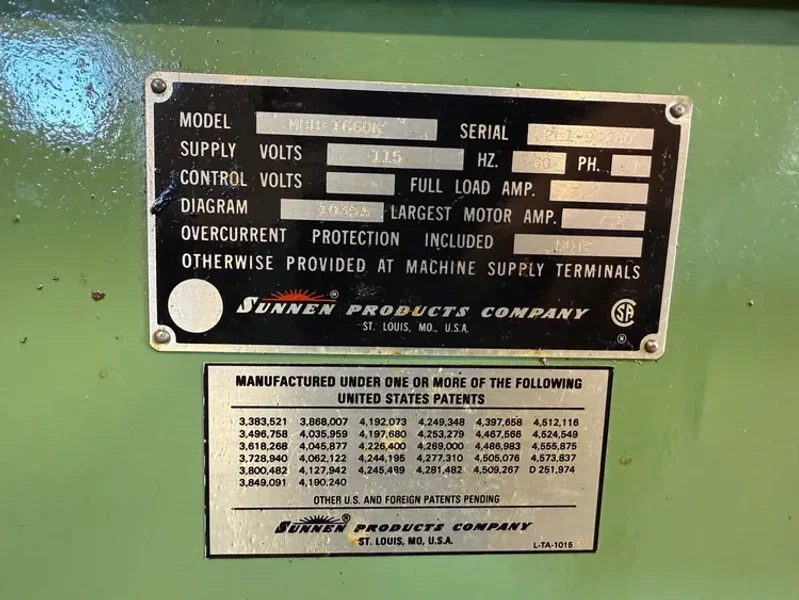 MODEL MBB-1660K SERIAL
SUPPLY VOLTS 115 HZ. 60 PH. 1
CONTROL VOLTS FULL LOAD AMP.
DIAGRAM LARGEST MOTOR AMP.
OVERCURRENT PROTECTION INCLUDED
OTHERWISE PROVIDED AT MACHINE SUPPLY TERMINALS
SUNNEN ® PRODUCTS COMPANY
ST. LOUIS, MO., U.S.A.
SA
MANUFACTURED UNDER ONE OR MORE OF THE FOLLOWING
UNITED STATES PATENTS
3,383,521 3,868,007 4,192,073 4,249,348 4,397,658 4,512,116
3,496,758 4,035,959 4,197,680 4,253,279 4,457,566 4,524,549
3,618,268 4,045,877 4,226,400 4,269,000 4,486,983 4,555,875
3,728,940 4,062,122 4,244,195 4,277,310 4,505,076 4,573,837
3,800,482 4,127,942 4,245,489 4,281,482 4,509,267 D 251,974
3,849,091 4,190,240
OTHER U.S. AND FOREIGN PATENTS PENDING
SUNNEN ® PRODUCTS COMPANY
ST. LOUIS, MO, U.S.A.
L-TA-1015